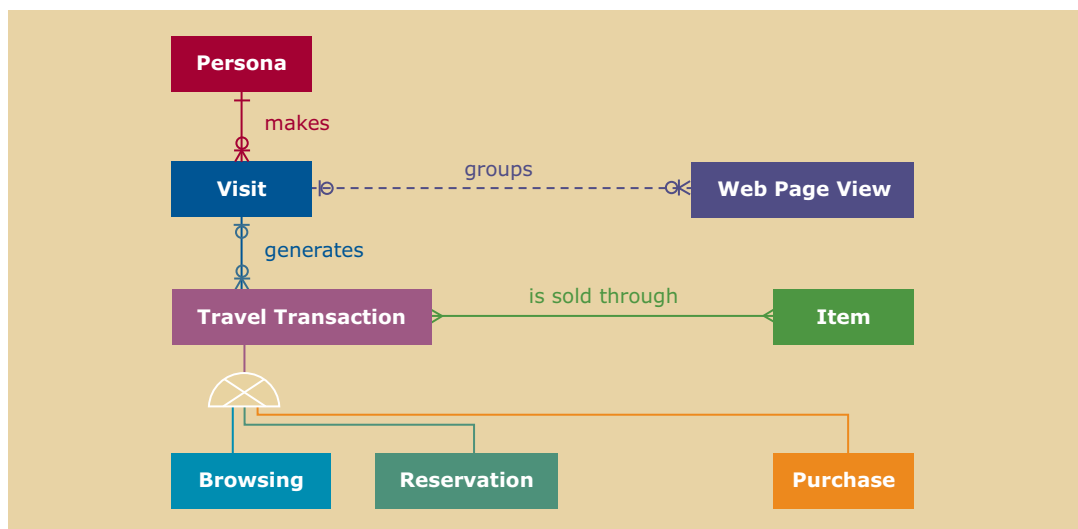 Persona
makes
Visit
groups
Web Page View
generates
Travel Transaction
is sold through
Item
Browsing
Reservation
Purchase